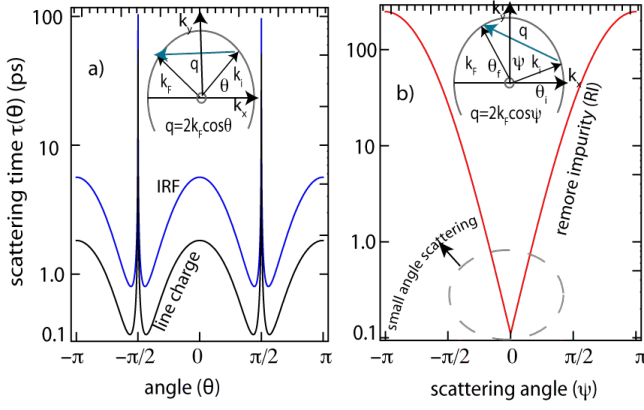 scattering time τ(θ) (ps)
100
10
1.0
0.1
a)
k_y
q
k_F
k_i
θ
k_x
q=2k_Fcosθ
IRF
line charge
−π
−π/2
0
π/2
π
angle (θ)
200
100
10
1.0
0.1
b)
k_y
q
k_F
θ_f
ψ
k_i
k_x
θ_i
q=2k_Fcosψ
remore impurity (RI)
small angle scattering
−π
−π/2
0
π/2
π
scattering angle (ψ)